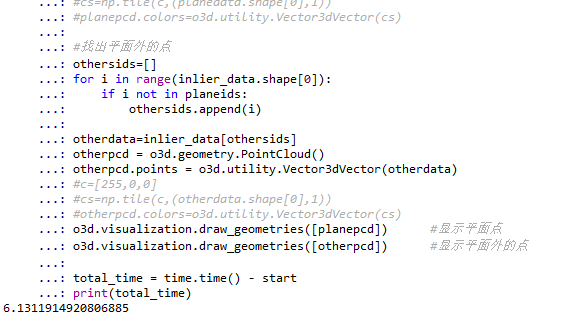 ...: #cs=np.tile(c,(planedata.shape[0],1))
...: #planepcd.colors=o3d.utility.Vector3dVector(cs)
...:
...: #找出平面外的点
...: othersids=[]
...: for i in range(inlier_data.shape[0]):
...:     if i not in planeids:
...:         othersids.append(i)
...:
...: otherdata=inlier_data[othersids]
...: otherpcd = o3d.geometry.PointCloud()
...: otherpcd.points = o3d.utility.Vector3dVector(otherdata)
...: #c=[255,0,0]
...: #cs=np.tile(c,(otherdata.shape[0],1))
...: #otherpcd.colors=o3d.utility.Vector3dVector(cs)
...: o3d.visualization.draw_geometries([planepcd])      #显示平面点
...: o3d.visualization.draw_geometries([otherpcd])      #显示平面外的点
...:
...: total_time = time.time() - start
...: print(total_time)
6.1311914920806885